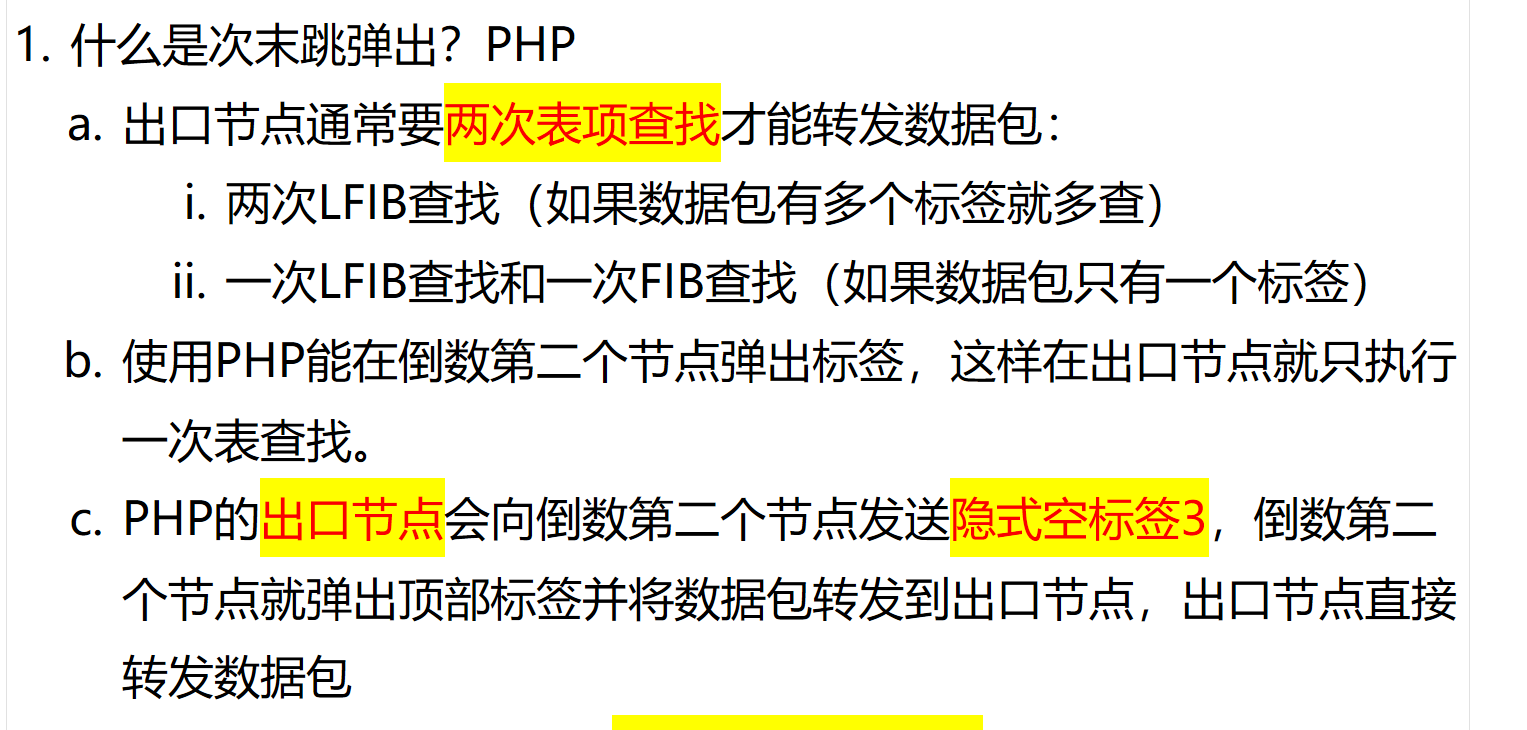 1. 什么是次末跳弹出？PHP
a. 出口节点通常要两次表项查找才能转发数据包：
i. 两次LFIB查找（如果数据包有多个标签就多查）
ii. 一次LFIB查找和一次FIB查找（如果数据包只有一个标签）
b. 使用PHP能在倒数第二个节点弹出标签，这样在出口节点就只执行
一次表查找。
c. PHP的出口节点会向倒数第二个节点发送隐式空标签3，倒数第二
个节点就弹出顶部标签并将数据包转发到出口节点，出口节点直接
转发数据包